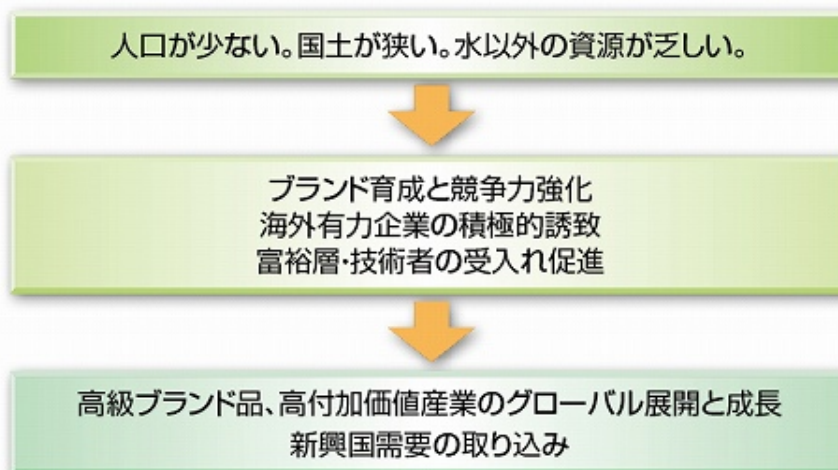 人口が少ない。国土が狭い。水以外の資源が乏しい。
ブランド育成と競争力強化
海外有力企業の積極的誘致
富裕層・技術者の受入れ促進
高級ブランド品、高付加価値産業のグローバル展開と成長
新興国需要の取り込み